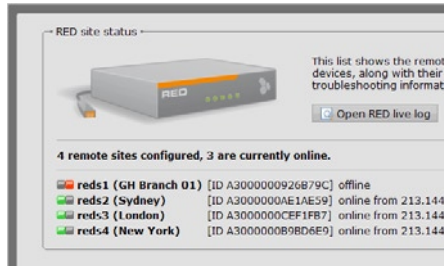 RED site status
RED
This list shows the remot
devices, along with their
troubleshooting informat
Open RED live log
4 remote sites configured, 3 are currently online.
reds1 (GH Branch 01) [ID A3000000926B79C] offline
reds2 (Sydney) [ID A3000000AE1AE59] online from 213.144
reds3 (London) [ID A3000000CEF1FB7] online from 213.144
reds4 (New York) [ID A3000000B9BD6E9] online from 213.144